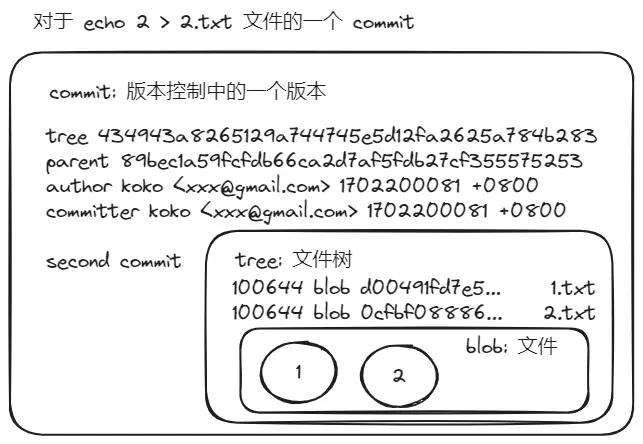 对于 echo 2 > 2.txt 文件的一个 commit
commit: 版本控制中的一个版本
tree 434943a8265129a744745e5d12fa2625a784b283
parent 89bec1a59fcfdb66ca2d7af5fdb27cf355575253
author koko <xxx@gmail.com> 1702200081 +0800
committer koko <xxx@gmail.com> 1702200081 +0800
second commit
tree: 文件树
100644 blob d00491fd7e5... 1.txt
100644 blob 0cfbf08886... 2.txt
blob: 文件
1
2